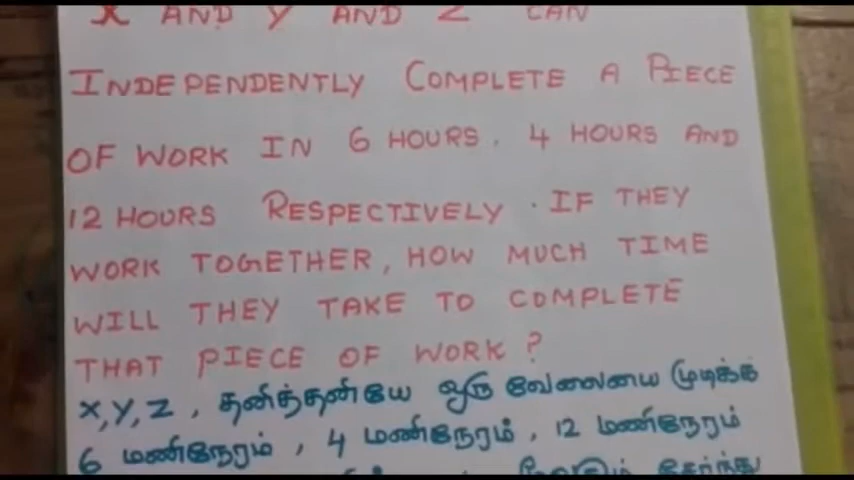 X AND Y AND Z CAN
INDEPENDENTLY COMPLETE A PIECE
OF WORK IN 6 HOURS, 4 HOURS AND
12 HOURS RESPECTIVELY. IF THEY
WORK TOGETHER, HOW MUCH TIME
WILL THEY TAKE TO COMPLETE
THAT PIECE OF WORK?
X,Y,Z, தனித்தனியே ஒரு வேலையை முடிக்க
6 மணிநேரம், 4 மணிநேரம், 12 மணிநேரம்
சேர்ந்து